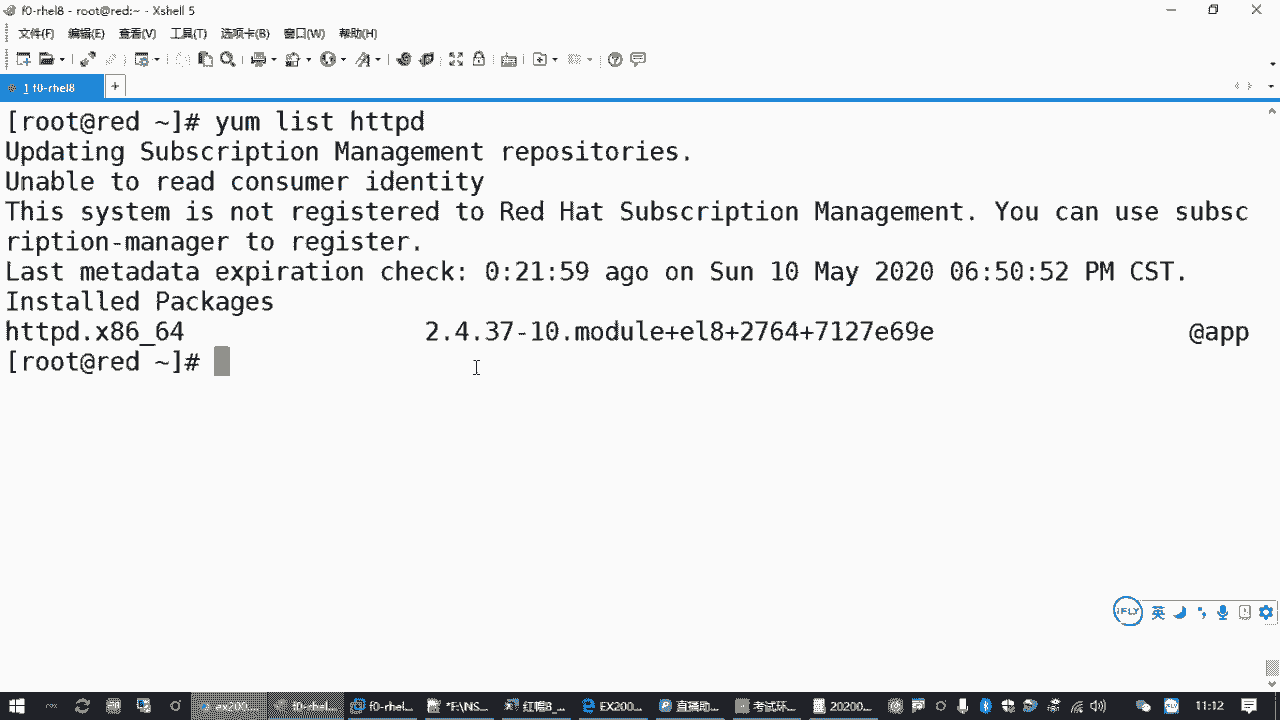 f0-rhel8 - root@red:~ - Xshell 5
文件(F) 编辑(E) 查看(V) 工具(T) 选项卡(B) 窗口(W) 帮助(H)
1 f0-rhel8
[root@red ~]# yum list httpd
Updating Subscription Management repositories.
Unable to read consumer identity
This system is not registered to Red Hat Subscription Management. You can use subsc
ription-manager to register.
Last metadata expiration check: 0:21:59 ago on Sun 10 May 2020 06:50:52 PM CST.
Installed Packages
httpd.x86_64 2.4.37-10.module+el8+2764+7127e69e @app
[root@red ~]#
iFLY 英
ex200... f0-rhel... f0-rhel... *F:\NS... 红帽8_... EX200... 直播助... 考试环... 20200... 11:12